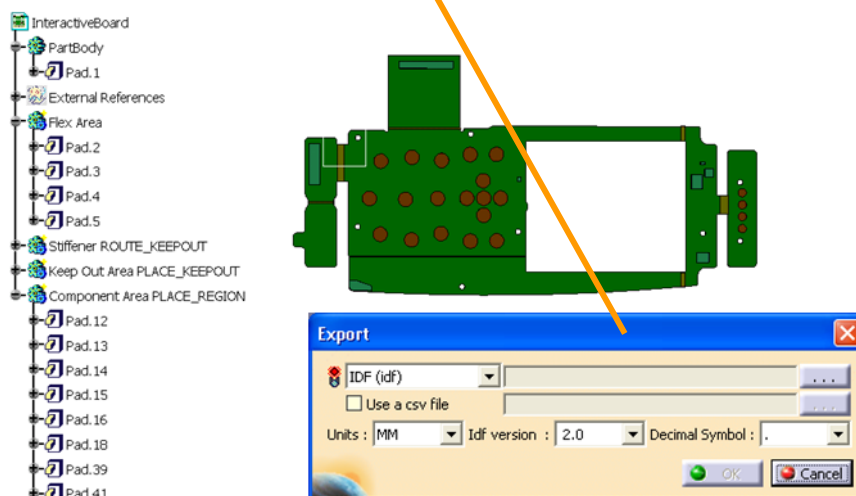 InteractiveBoard
PartBody
Pad.1
External References
Flex Area
Pad.2
Pad.3
Pad.4
Pad.5
Stiffener ROUTE_KEEPOUT
Keep Out Area PLACE_KEEPOUT
Component Area PLACE_REGION
Pad.12
Pad.13
Pad.14
Pad.15
Pad.16
Pad.18
Pad.39
Pad.41
Export
IDF (idf) ...
Use a csv file ...
Units : MM Idf version : 2.0 Decimal Symbol : .
OK Cancel